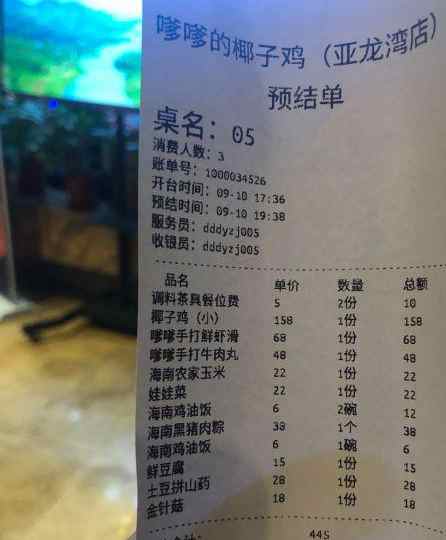 嗲嗲的椰子鸡（亚龙湾店）
预结单
桌名：05
消费人数：3
账单号：1000034526
开台时间：09-10 17:36
预结时间：09-10 19:38
服务员：dddyzj005
收银员：dddyzj005
品名 单价 数量 总额
调料茶具餐位费 5 2份 10
椰子鸡（小） 158 1份 158
嗲嗲手打鲜虾滑 68 1份 68
嗲嗲手打牛肉丸 48 1份 48
海南农家玉米 22 1份 22
娃娃菜 22 1份 22
海南鸡油饭 6 2碗 12
海南黑猪肉粽 38 1个 38
海南鸡油饭 6 1碗 6
鲜豆腐 15 1份 15
土豆拼山药 28 1份 28
金针菇 18 1份 18
445